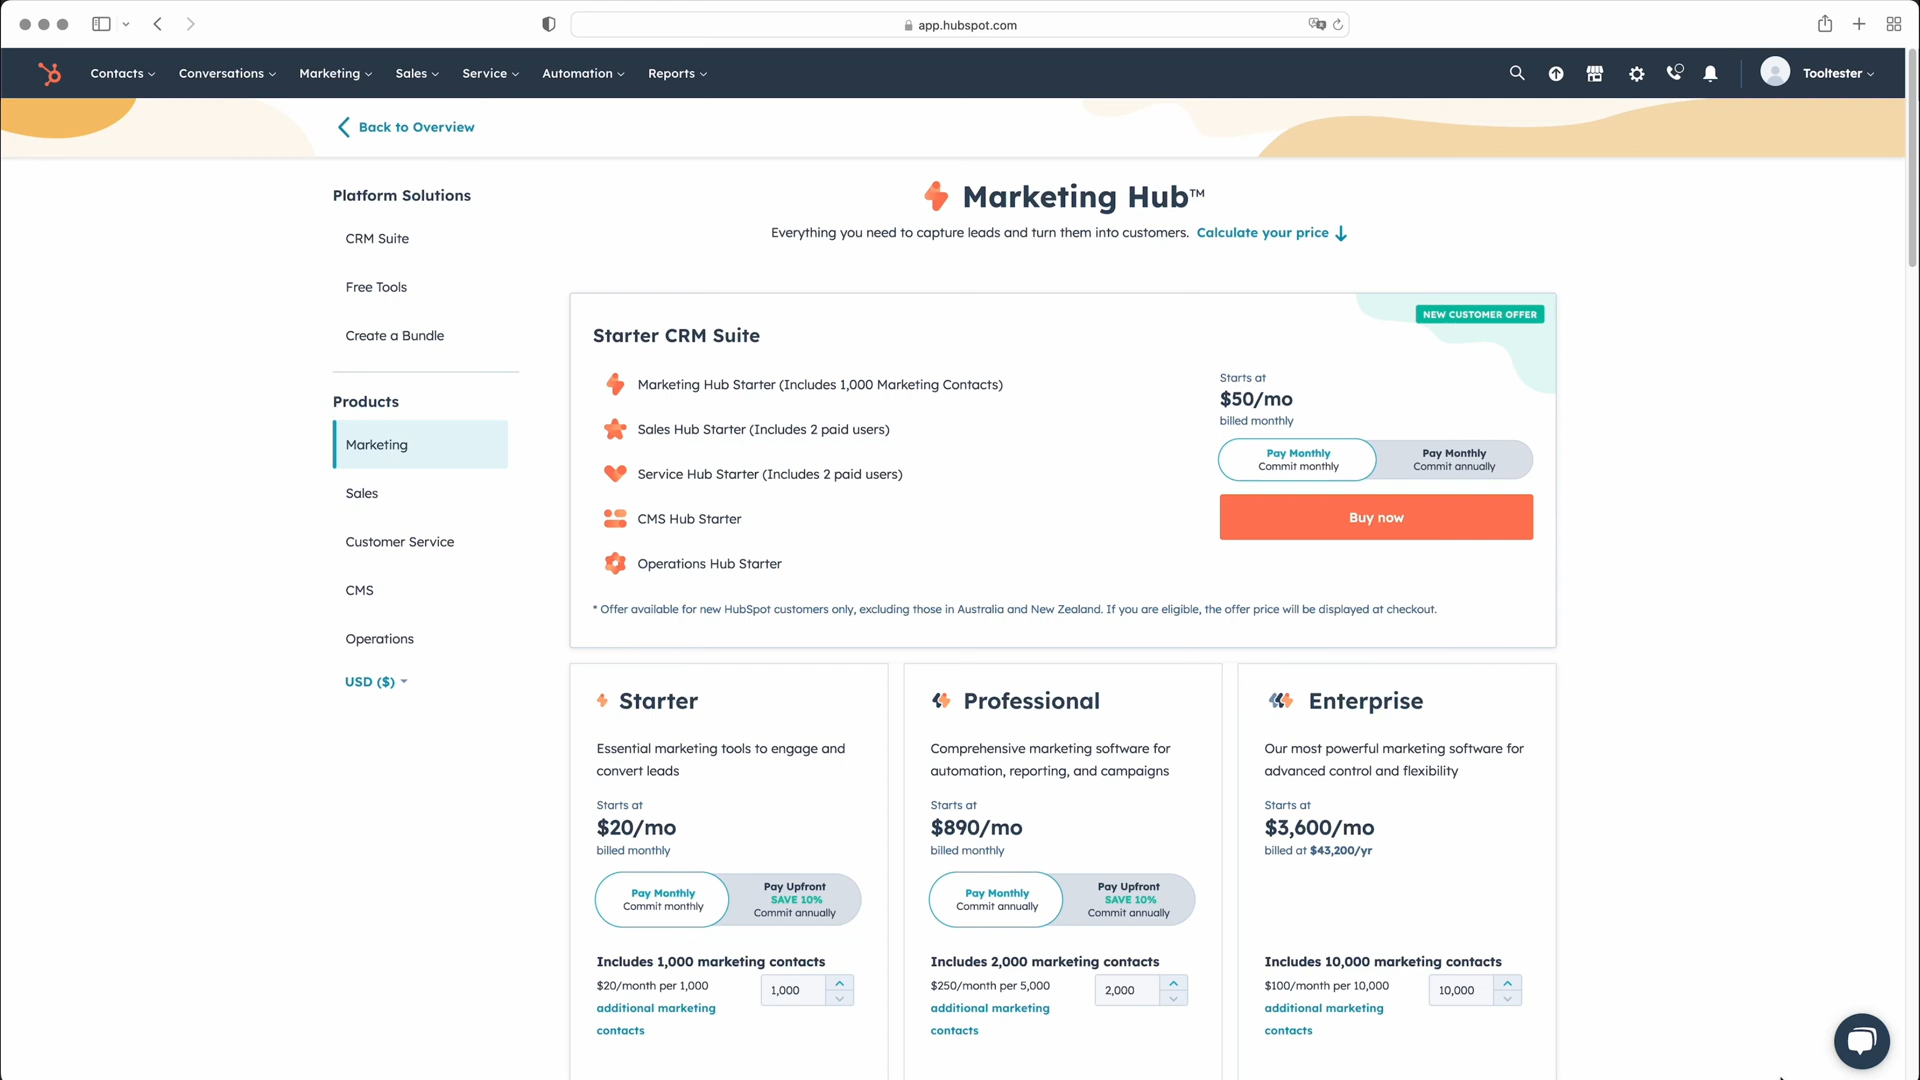 app.hubspot.com
Contacts
Conversations
Marketing
Sales
Service
Automation
Reports
Tooltester
Back to Overview
Platform Solutions
CRM Suite
Free Tools
Create a Bundle
Products
Marketing
Sales
Customer Service
CMS
Operations
USD ($)
Marketing Hub™
Everything you need to capture leads and turn them into customers. Calculate your price
NEW CUSTOMER OFFER
Starter CRM Suite
Marketing Hub Starter (Includes 1,000 Marketing Contacts)
Sales Hub Starter (Includes 2 paid users)
Service Hub Starter (Includes 2 paid users)
CMS Hub Starter
Operations Hub Starter
Starts at
$50/mo
billed monthly
Pay Monthly
Commit monthly
Pay Monthly
Commit annually
Buy now
* Offer available for new HubSpot customers only, excluding those in Australia and New Zealand. If you are eligible, the offer price will be displayed at checkout.
Starter
Essential marketing tools to engage and
convert leads
Starts at
$20/mo
billed monthly
Pay Monthly
Commit monthly
Pay Upfront
SAVE 10%
Commit annually
Includes 1,000 marketing contacts
$20/month per 1,000
additional marketing
contacts
1,000
Professional
Comprehensive marketing software for
automation, reporting, and campaigns
Starts at
$890/mo
billed monthly
Pay Monthly
Commit annually
Pay Upfront
SAVE 10%
Commit annually
Includes 2,000 marketing contacts
$250/month per 5,000
additional marketing
contacts
2,000
Enterprise
Our most powerful marketing software for
advanced control and flexibility
Starts at
$3,600/mo
billed at $43,200/yr
Includes 10,000 marketing contacts
$100/month per 10,000
additional marketing
contacts
10,000